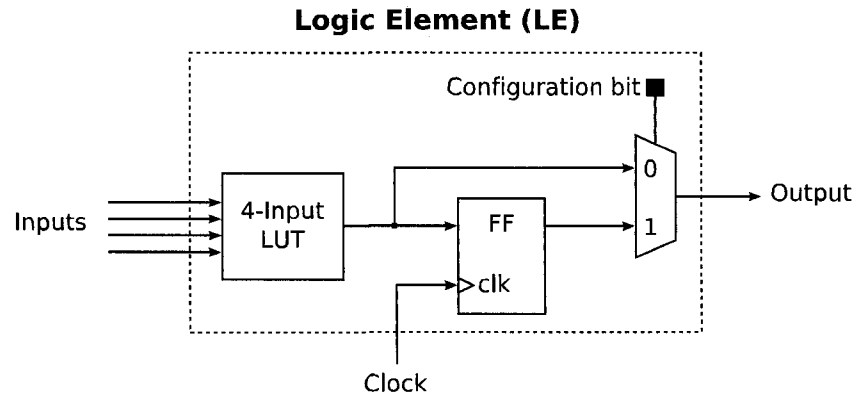 Logic Element (LE)
Configuration bit
0
Output
Inputs
4-Input
LUT
FF
1
clk
Clock